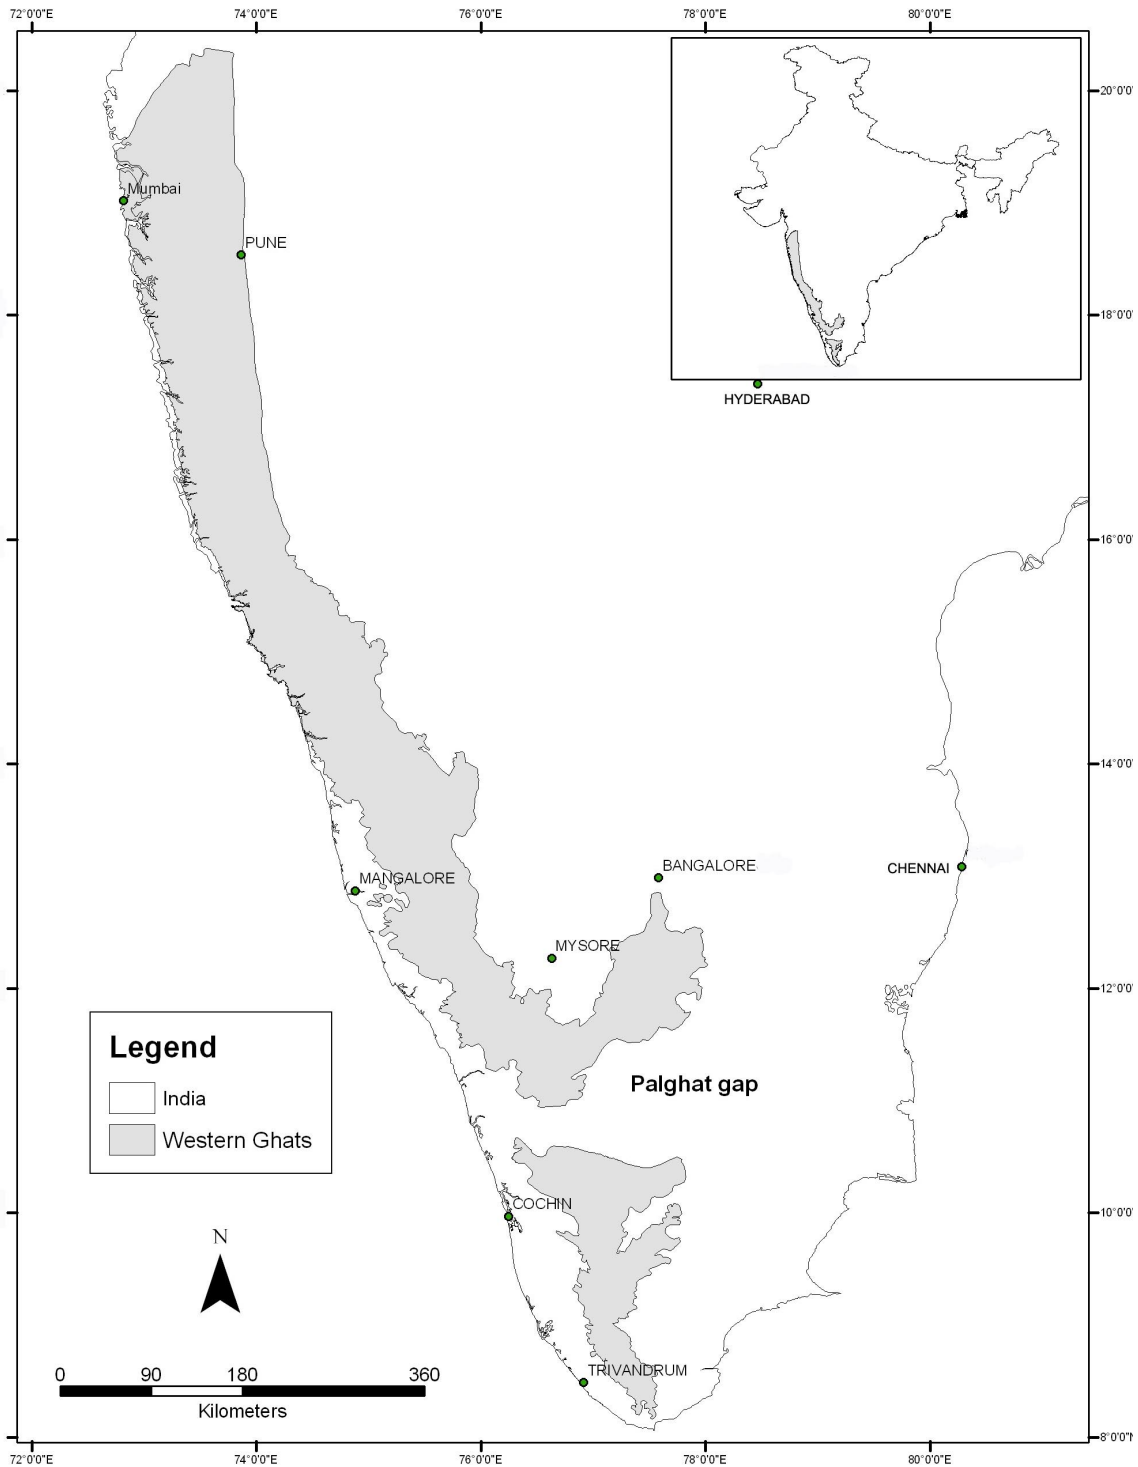 72°0'0"E 74°0'0"E 76°0'0"E 78°0'0"E 80°0'0"E
20°0'0"
Mumbai
PUNE
18°0'0"
HYDERABAD
16°0'0"
14°0'0"
BANGALORE
CHENNAI
MANGALORE
MYSORE
12°0'0"
Legend
India
Western Ghats
Palghat gap
COCHIN
10°0'0"
N
TRIVANDRUM
0 90 180 360
Kilometers
8°0'0"N
72°0'0"E 74°0'0"E 76°0'0"E 78°0'0"E 80°0'0"E